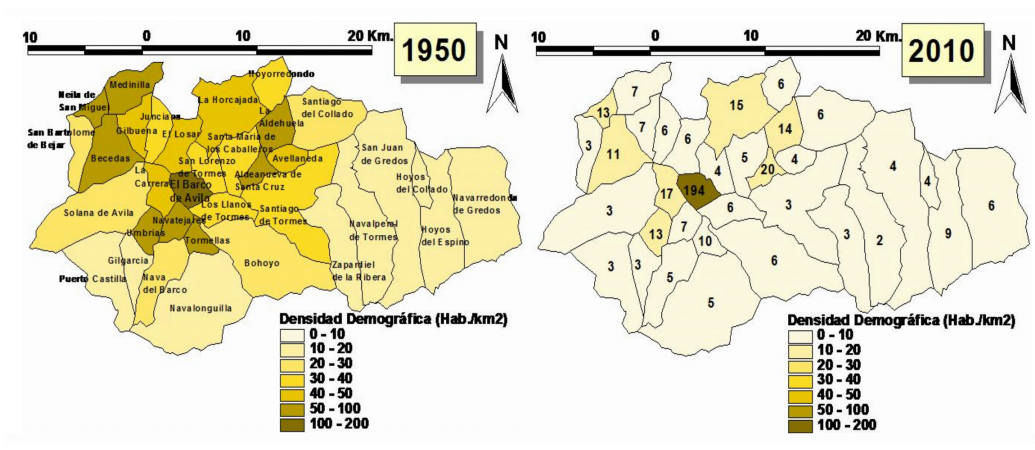 10 0 10 20 Km.
1950
N
Hoyorredondo
Medinilla
Neila de
San Miguel
La Horcajada
Santiago
del Collado
Junciana
La
Aldehuela
San Bartolome
de Bejar
Gilbuena
El Losar
Santa Maria de
los Caballeros
San Juan
de Gredos
Becedas
San Lorenzo
de Tormes
Avellaneda
La
Carrera
Aldeanueva de
Santa Cruz
Hoyos
del Collado
El Barco
de Avila
Navarredonda
de Gredos
Solana de Avila
Los Llanos
de Tormes
Santiago
de Tormes
Navatejares
Navalperal
de Tormes
Umbrias
Hoyos
del Espino
Tormellas
Gilgarcia
Bohoyo
Zapardiel
de la Ribera
Puerto Castilla
Nava
del Barco
Navalonguilla
Densidad Demográfica (Hab./km2)
0 - 10
10 - 20
20 - 30
30 - 40
40 - 50
50 - 100
100 - 200
10 0 10 20 Km.
2010
N
6
7
13
15
6
14
7
6
6
3
11
5
4
4
20
4
4
17
194
6
3
6
3
13
7
10
3
2
9
3
3
5
6
5
Densidad Demográfica (Hab./km2)
0 - 10
10 - 20
20 - 30
30 - 40
40 - 50
50 - 100
100 - 200